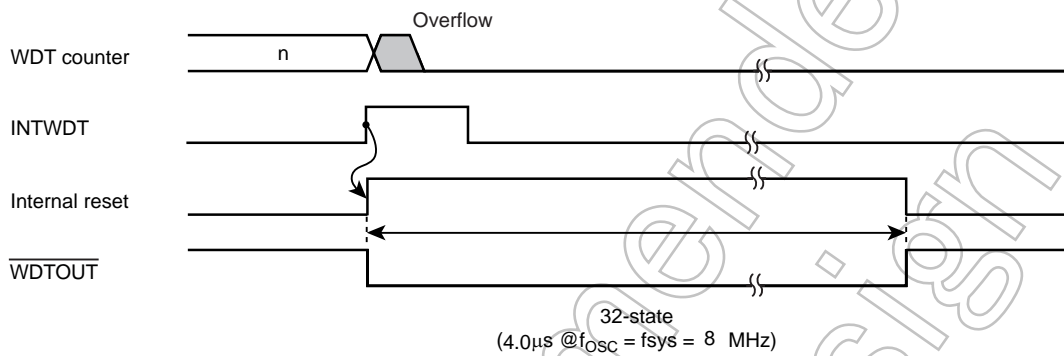 Overflow
WDT counter
n
INTWDT
Internal reset
WDTOUT
32-state
(4.0μs @fOSC = fsys = 8 MHz)